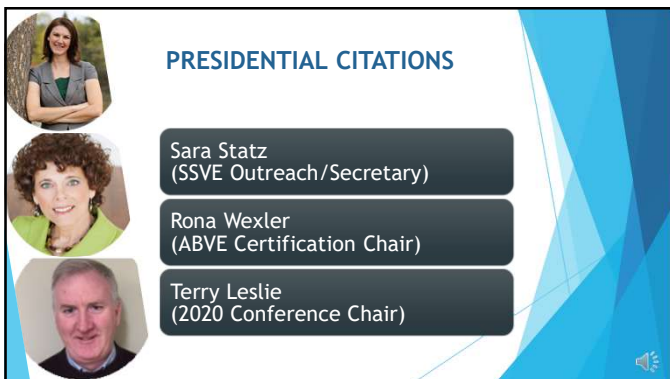 PRESIDENTIAL CITATIONS
Sara Statz
(SSVE Outreach/Secretary)
Rona Wexler
(ABVE Certification Chair)
Terry Leslie
(2020 Conference Chair)